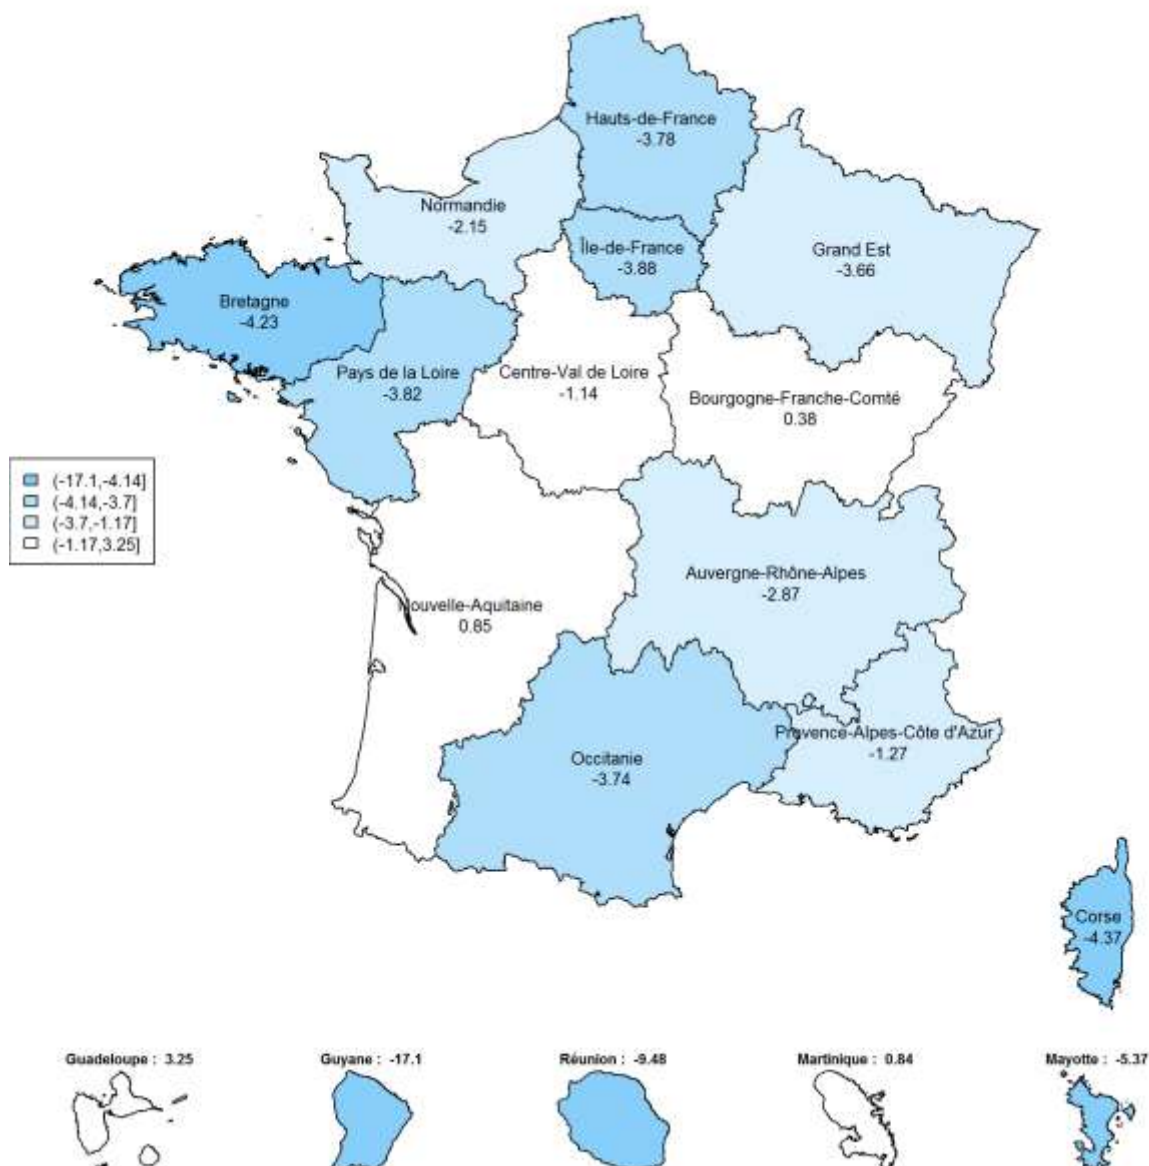 Hauts-de-France
-3.78
Normandie
-2.15
Île-de-France
-3.88
Grand Est
-3.66
Bretagne
-4.23
Pays de la Loire
-3.82
Centre-Val de Loire
-1.14
Bourgogne-Franche-Comté
0.38
(-17.1,-4.14]
(-4.14,-3.7]
(-3.7,-1.17]
(-1.17,3.25]
Auvergne-Rhône-Alpes
-2.87
Nouvelle-Aquitaine
0.85
Provence-Alpes-Côte d'Azur
-1.27
Occitanie
-3.74
Corse
-4.37
Guadeloupe : 3.25
Guyane : -17.1
Réunion : -9.48
Martinique : 0.84
Mayotte : -5.37